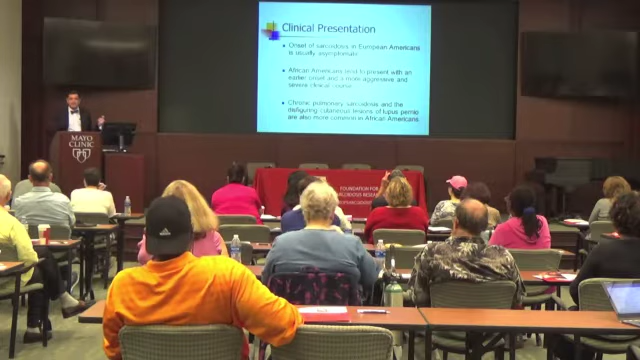 Clinical Presentation
Onset of sarcoidosis in European Americans
is usually asymptomatic
African Americans tend to present with an
earlier onset and a more aggressive and
severe clinical course
Chronic pulmonary sarcoidosis and the
disfiguring cutaneous lesions of lupus pernio
are also more common in African Americans
MAYO
CLINIC
FOUNDATION FOR
SARCOIDOSIS RESEARCH